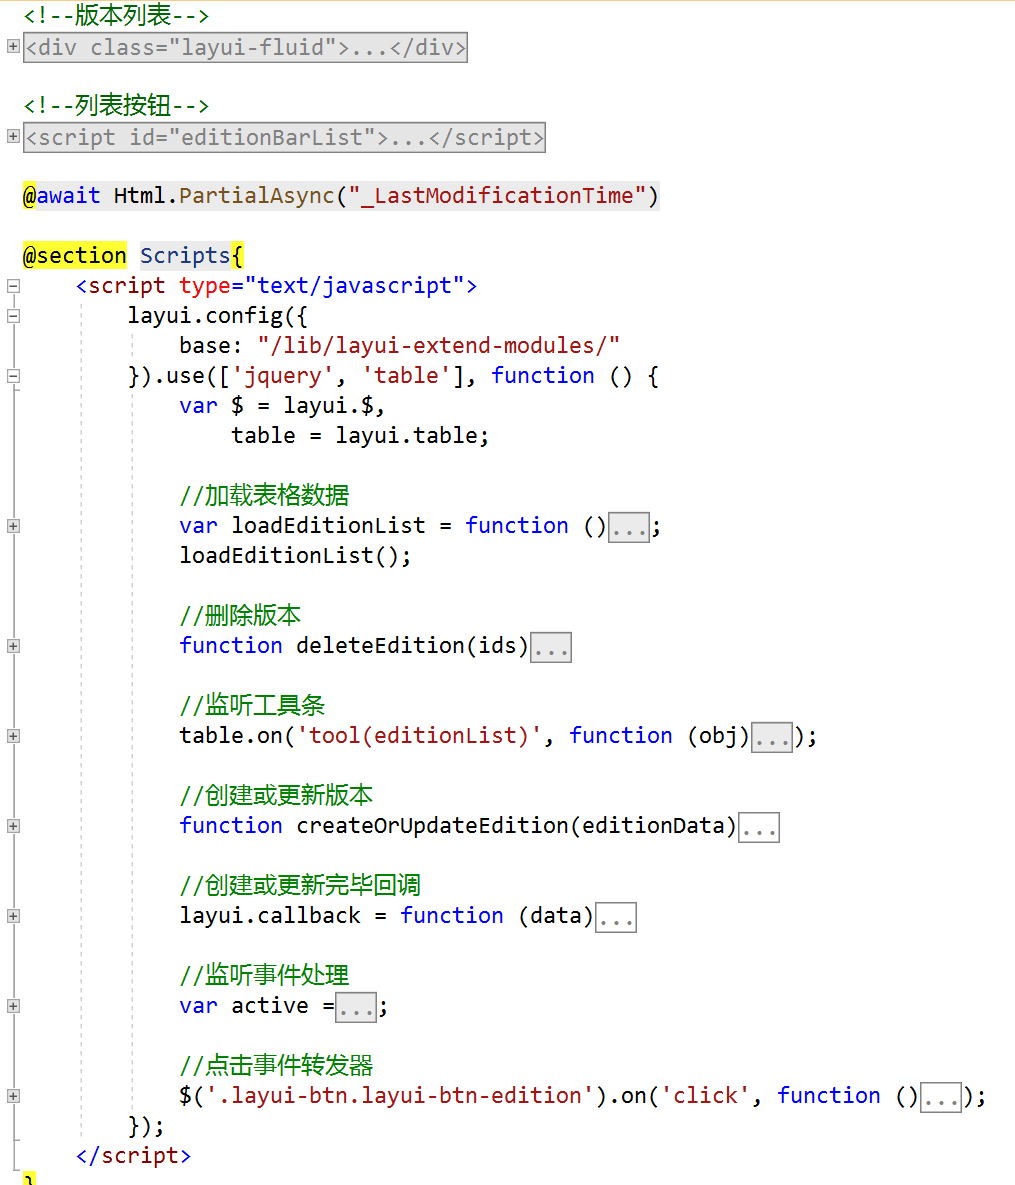 <!--版本列表-->
<div class="layui-fluid">...</div>
<!--列表按钮-->
<script id="editionBarList">...</script>
@await Html.PartialAsync("_LastModificationTime")
@section Scripts{
<script type="text/javascript">
layui.config({
base: "/lib/layui-extend-modules/"
}).use(['jquery', 'table'], function () {
var $ = layui.$,
table = layui.table;
//加载表格数据
var loadEditionList = function ()...;
loadEditionList();
//删除版本
function deleteEdition(ids)...
//监听工具条
table.on('tool(editionList)', function (obj)...);
//创建或更新版本
function createOrUpdateEdition(editionData)...
//创建或更新完毕回调
layui.callback = function (data)...
//监听事件处理
var active =...;
//点击事件转发器
$('.layui-btn.layui-btn-edition').on('click', function ()...);
});
</script>
}